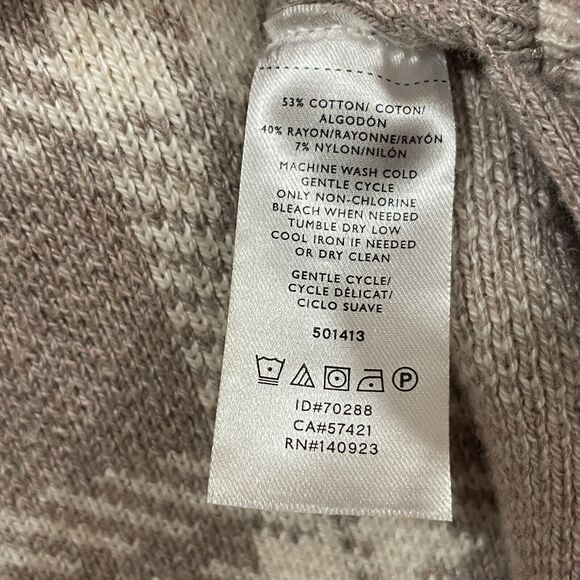 53% COTTON/ COTON/
ALGODÓN
40% RAYON/RAYONNE/RAYÓN
7% NYLON/NILÓN
MACHINE WASH COLD
GENTLE CYCLE
ONLY NON-CHLORINE
BLEACH WHEN NEEDED
TUMBLE DRY LOW
COOL IRON IF NEEDED
OR DRY CLEAN
GENTLE CYCLE/
CYCLE DÉLICAT/
CICLO SUAVE
501413
P
ID#70288
CA#57421
RN#140923